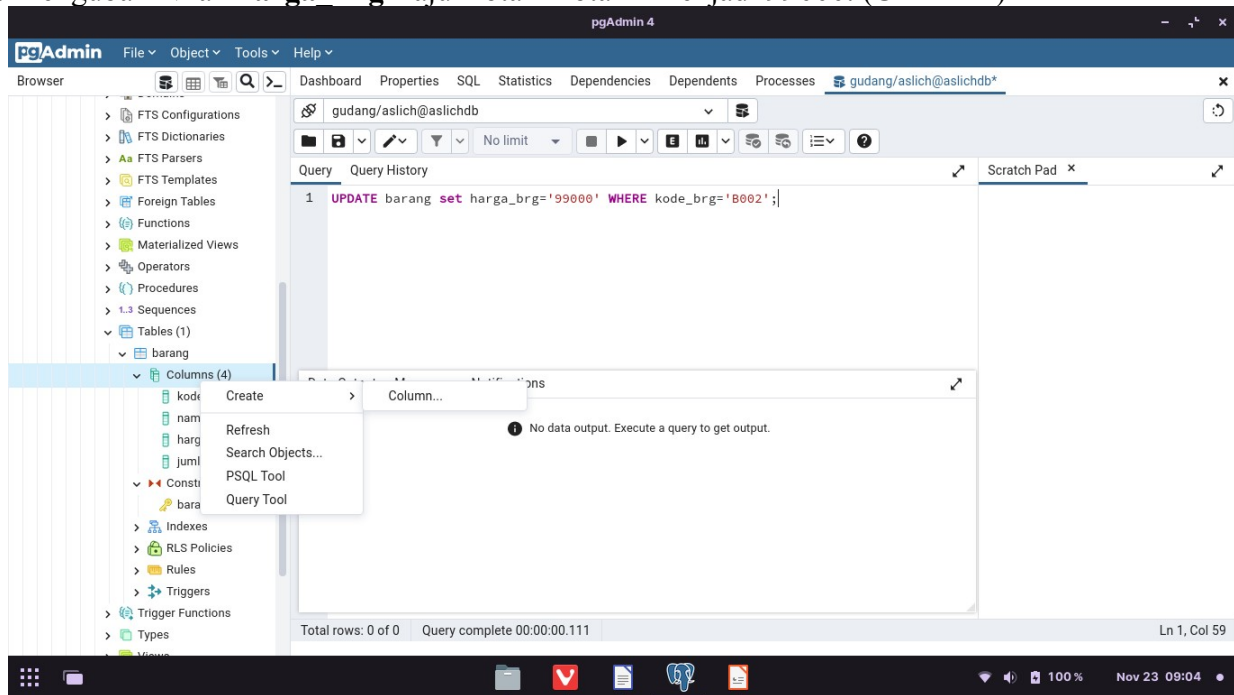 pgAdmin 4
pgAdmin File Object Tools Help
Browser
Dashboard Properties SQL Statistics Dependencies Dependents Processes gudang/aslich@aslichdb*
gudang/aslich@aslichdb
No limit
Query Query History
Scratch Pad
1 UPDATE barang set harga_brg='99000' WHERE kode_brg='B002';
FTS Configurations
FTS Dictionaries
Aa FTS Parsers
FTS Templates
Foreign Tables
Functions
Materialized Views
Operators
Procedures
1..3 Sequences
Tables (1)
barang
Columns (4)
kode
nam
harg
juml
Constr
bara
Indexes
RLS Policies
Rules
Triggers
Trigger Functions
Types
Create
Column...
Refresh
Search Objects...
PSQL Tool
Query Tool
No data output. Execute a query to get output.
Total rows: 0 of 0 Query complete 00:00:00.111
Ln 1, Col 59
100 % Nov 23 09:04